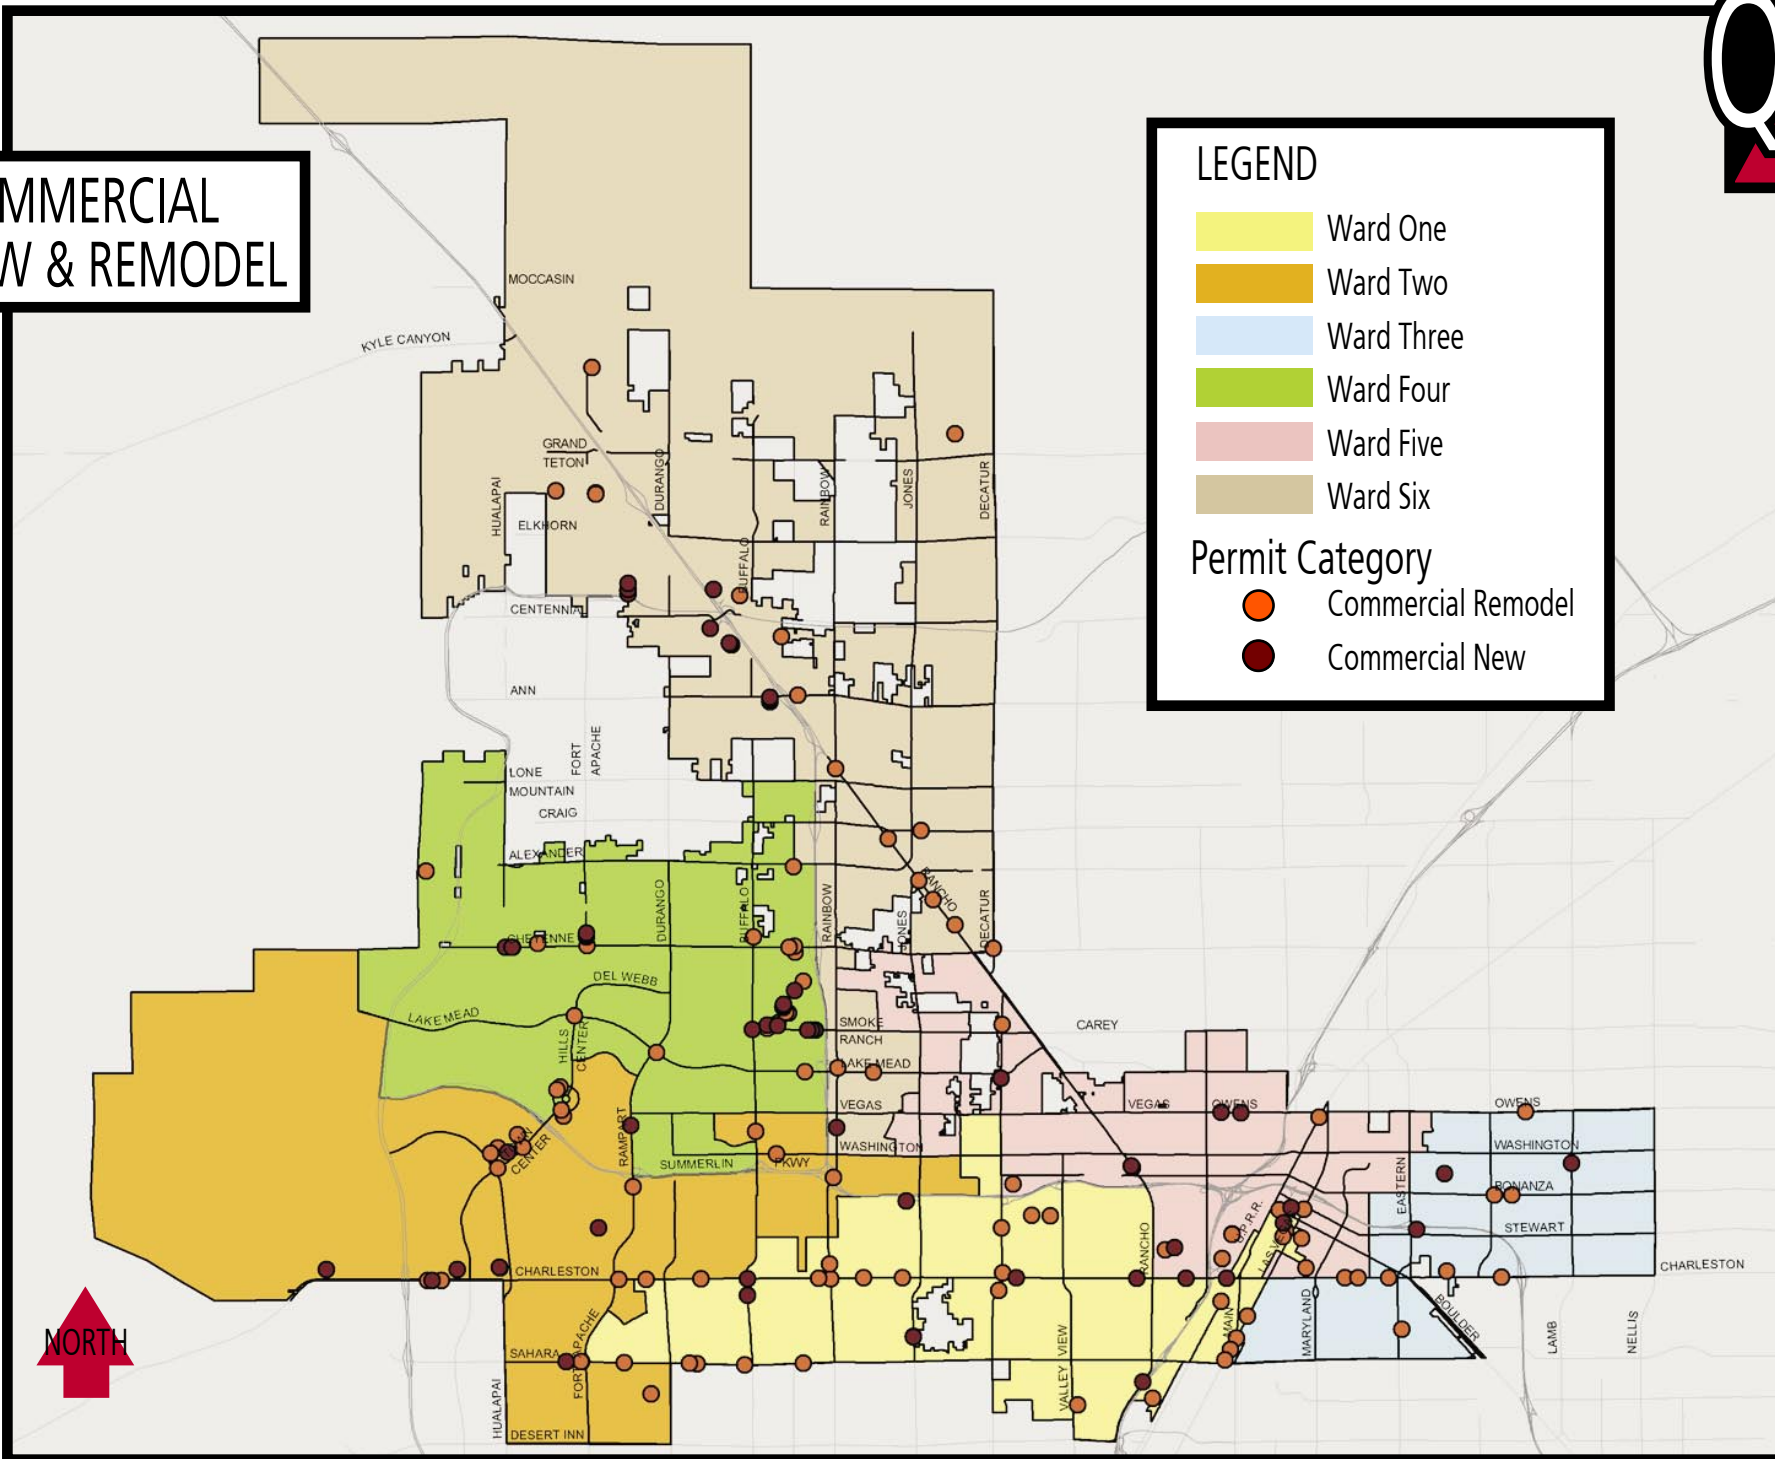 Q
MMERCIAL
W & REMODEL
LEGEND
Ward One
Ward Two
Ward Three
Ward Four
Ward Five
Ward Six
Permit Category
Commercial Remodel
Commercial New
MOCCASIN
KYLE CANYON
GRAND
TETON
HUALAPAI
DURANGO
RAINBOW
JONES
DECATUR
ELKHORN
BUFFALO
CENTENNIAL
ANN
FORT
APACHE
LONE
MOUNTAIN
CRAIG
ALEXANDER
DURANGO
BUFFALO
RAINBOW
RANCHO
JONES
DECATUR
CHEYENNE
DEL WEBB
LAKE MEAD
HILLS
CENTER
SMOKE
RANCH
CAREY
LAKE MEAD
VEGAS
VEGAS
OWENS
OWENS
WASHINGTON
WASHINGTON
RAMPART
CENTER
SUMMERLIN
PKWY
EASTERN
BONANZA
STEWART
U.P.R.R.
RANCHO
LAS VEGAS
CHARLESTON
CHARLESTON
MAIN
MARYLAND
BOULDER
LAMB
NELLIS
VALLEY VIEW
SAHARA
FORT APACHE
HUALAPAI
DESERT INN
NORTH